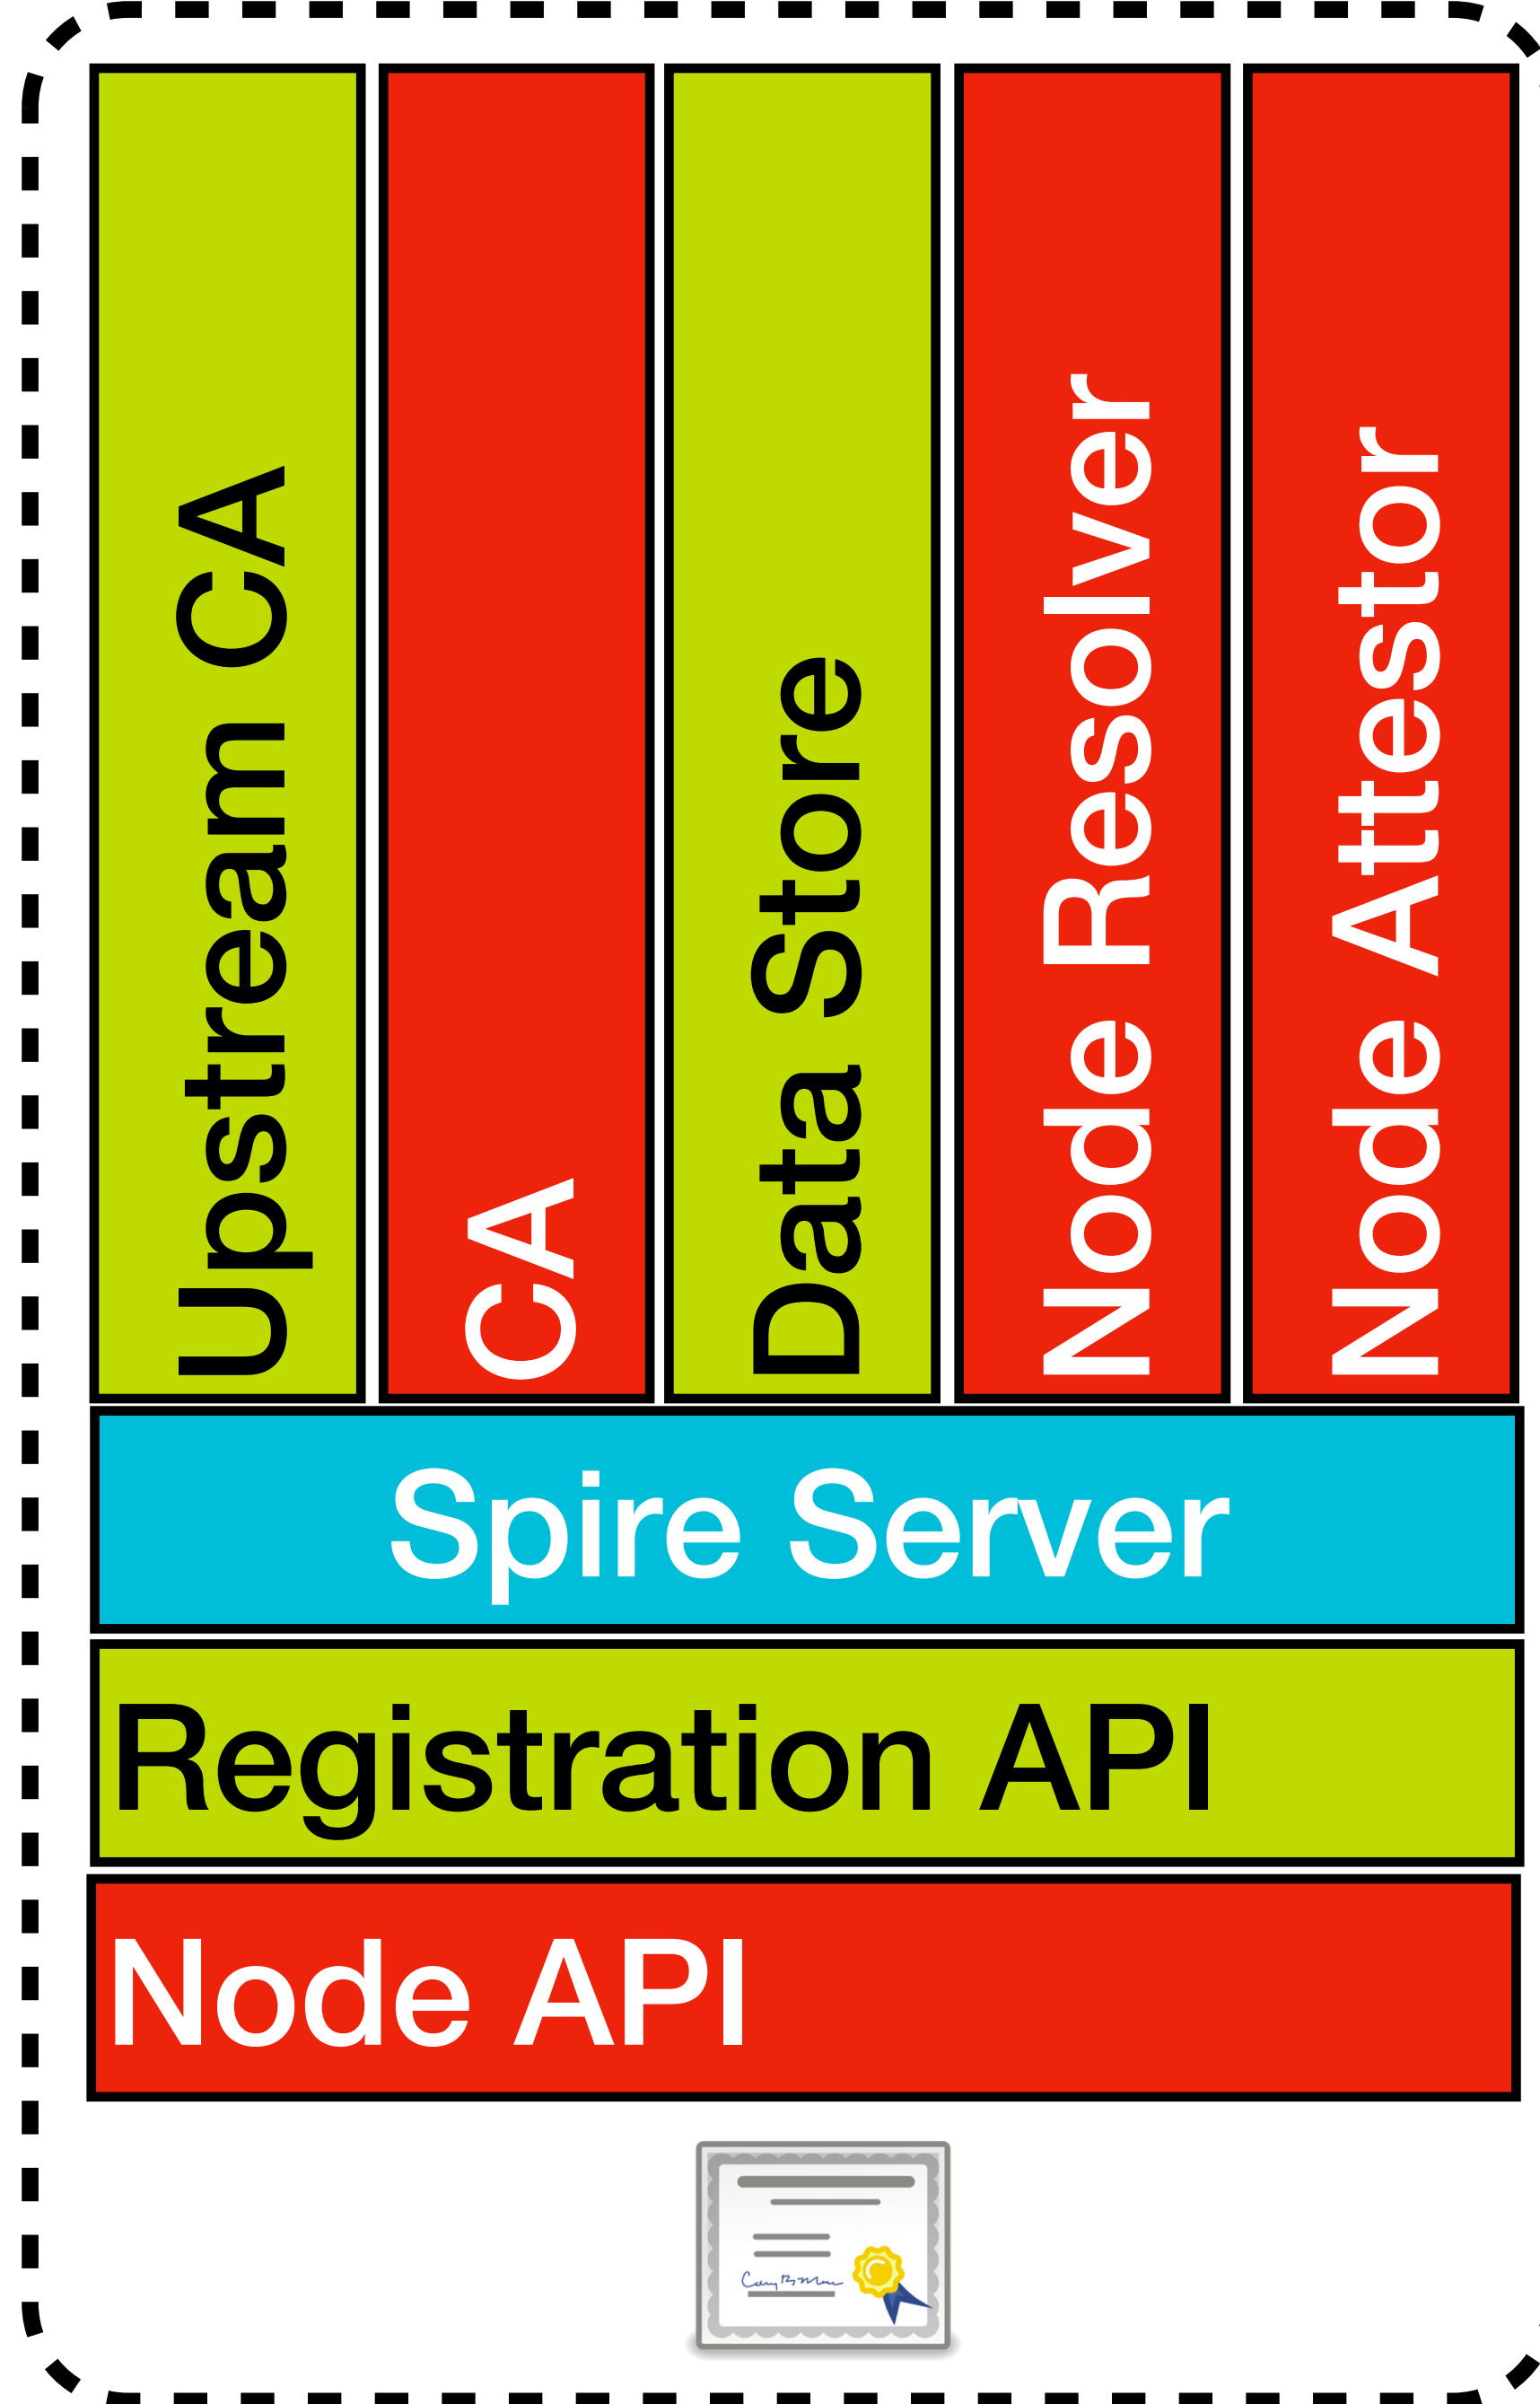 Upstream CA
CA
Data Store
Node Resolver
Node Attestor
Spire Server
Registration API
Node API